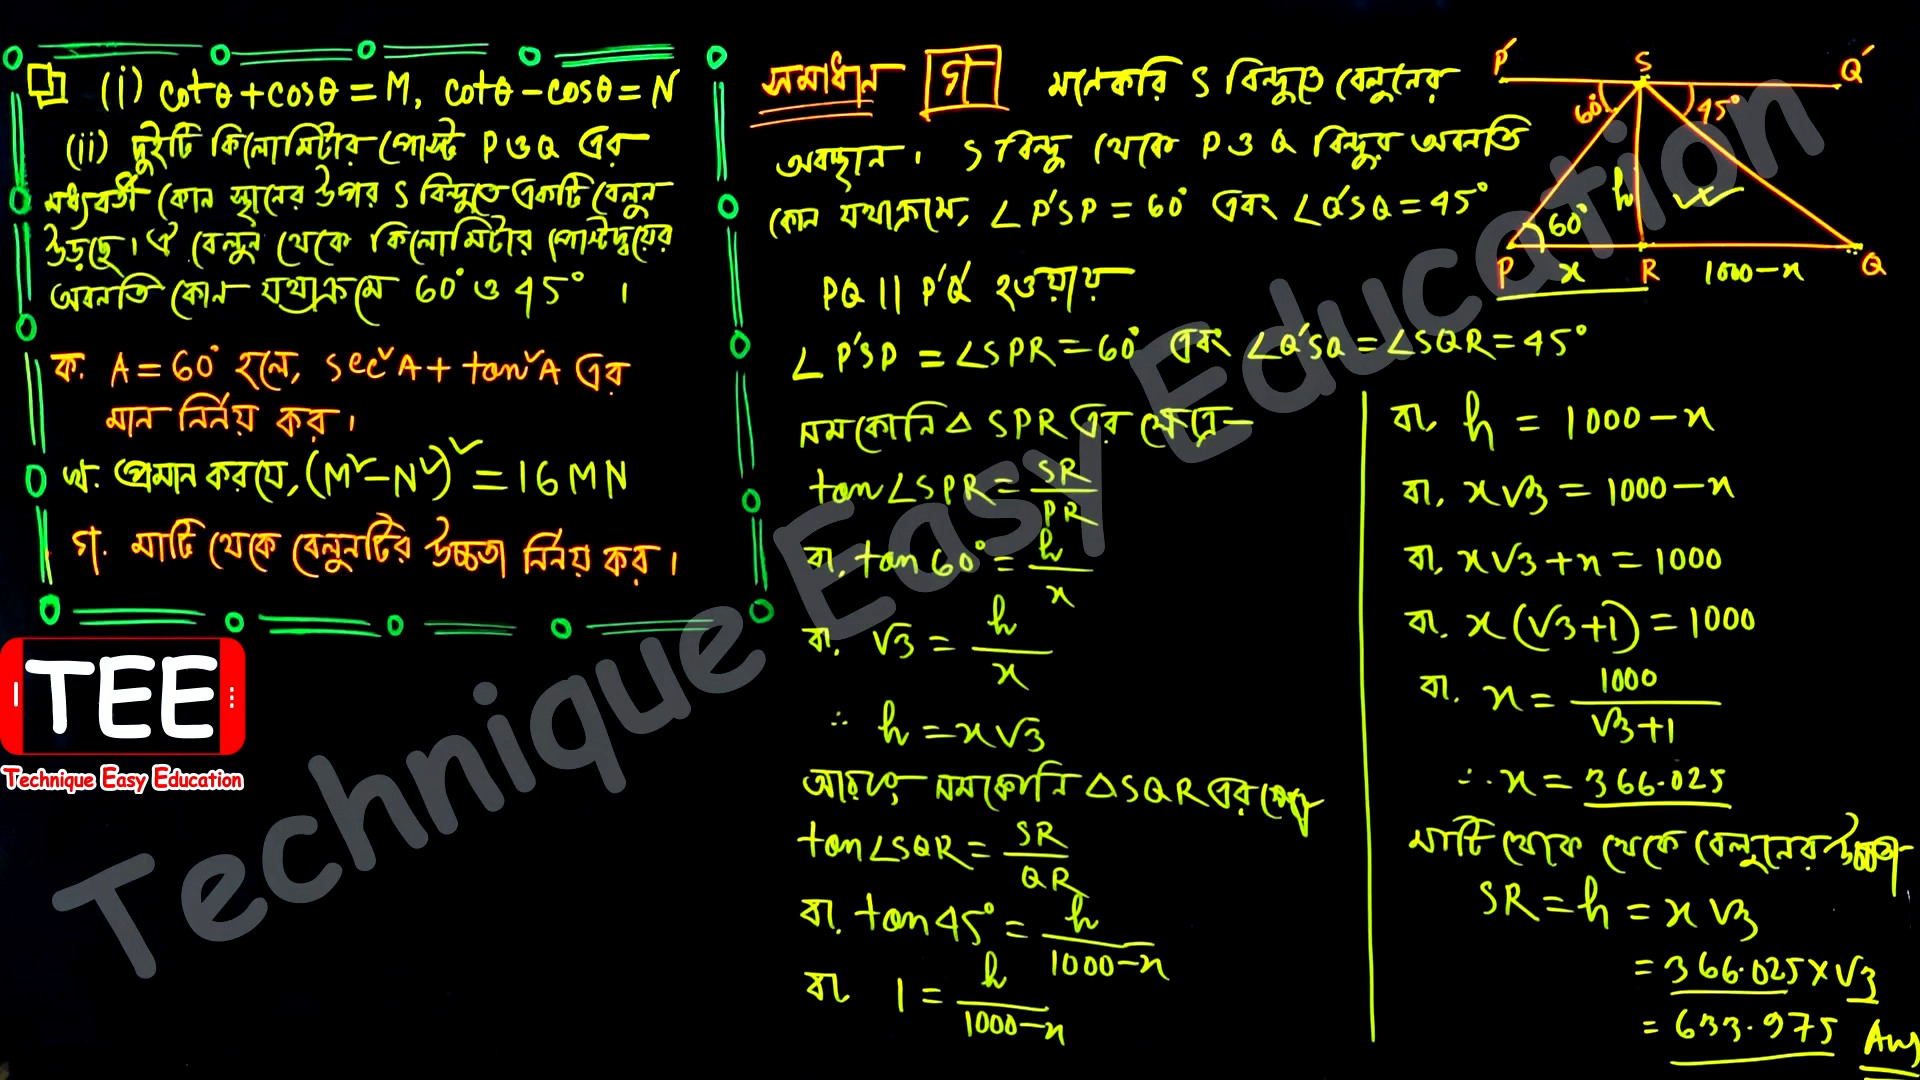 (i) cotθ+cosθ=M, cotθ-cosθ=N
(ii) দুইটি কিলোমিটার পোস্ট P ও Q এর
মধ্যবর্তী কোন স্থানের উপর S বিন্দুতে একটি বেলুন
উড়ছে। ঐ বেলুন থেকে কিলোমিটার পোস্টদ্বয়ের
অবনতি কোন যথাক্রমে 60° ও 45° ।
ক. A=60° হলে, sec²A+tan²A এর
মান নির্নয় কর।
খ. প্রমান কর যে, (M²-N²)²=16MN
গ. মাটি থেকে বেলুনটির উচ্চতা নির্নয় কর।
TEE
Technique Easy Education
সমাধান গ মনেকরি S বিন্দুতে বেলুনের
অবস্থান। S বিন্দু থেকে P ও Q বিন্দুর অবনতি
কোন যথাক্রমে, ∠P'SP=60° এবং ∠Q'SQ=45°
PQ || P'Q' হওয়ায়
∠P'SP=∠SPR=60° এবং ∠Q'SQ=∠SQR=45°
সমকোনি △SPR এর ক্ষেত্রে-
tan∠SPR=SR/PR
বা, tan60°=h/x
বা, √3=h/x
∴ h=x√3
আবার, সমকোনি △SQR এর ক্ষেত্রে
tan∠SQR=SR/QR
বা, tan45°=h/1000-x
বা 1=h/1000-x
P' S Q'
60° 45°
h
60°
P x R 1000-x Q
বা, h=1000-x
বা, x√3=1000-x
বা, x√3+x=1000
বা, x(√3+1)=1000
বা, x=1000/√3+1
∴ x=366.025
মাটি থেকে থেকে বেলুনের উচ্চতা
SR=h=x√3
=366.025×√3
=633.975 Ans
Technique Easy Education